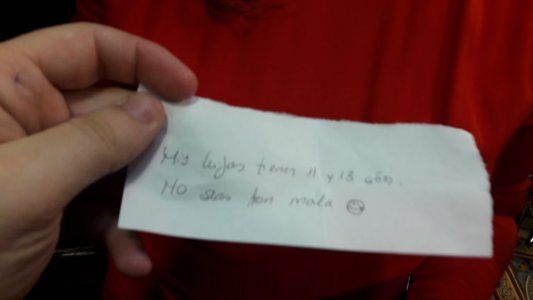 Mis hijas tienen 11 y 13 años.
No seas tan mala